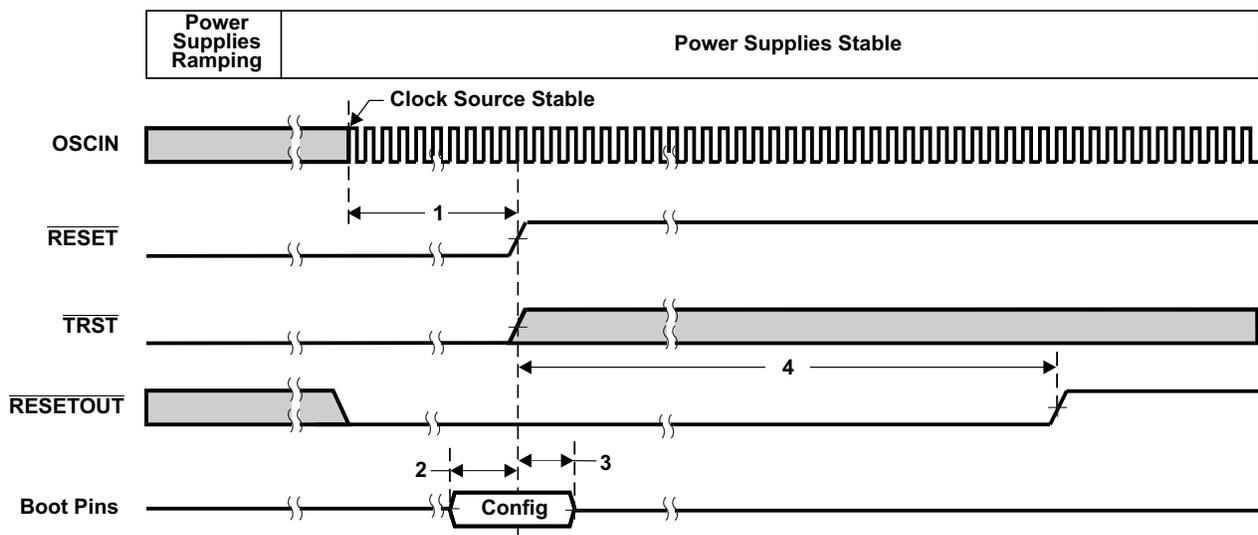 Power
Supplies
Ramping
Power Supplies Stable
Clock Source Stable
OSCIN
1
RESET
TRST
4
RESETOUT
2
3
Boot Pins
Config